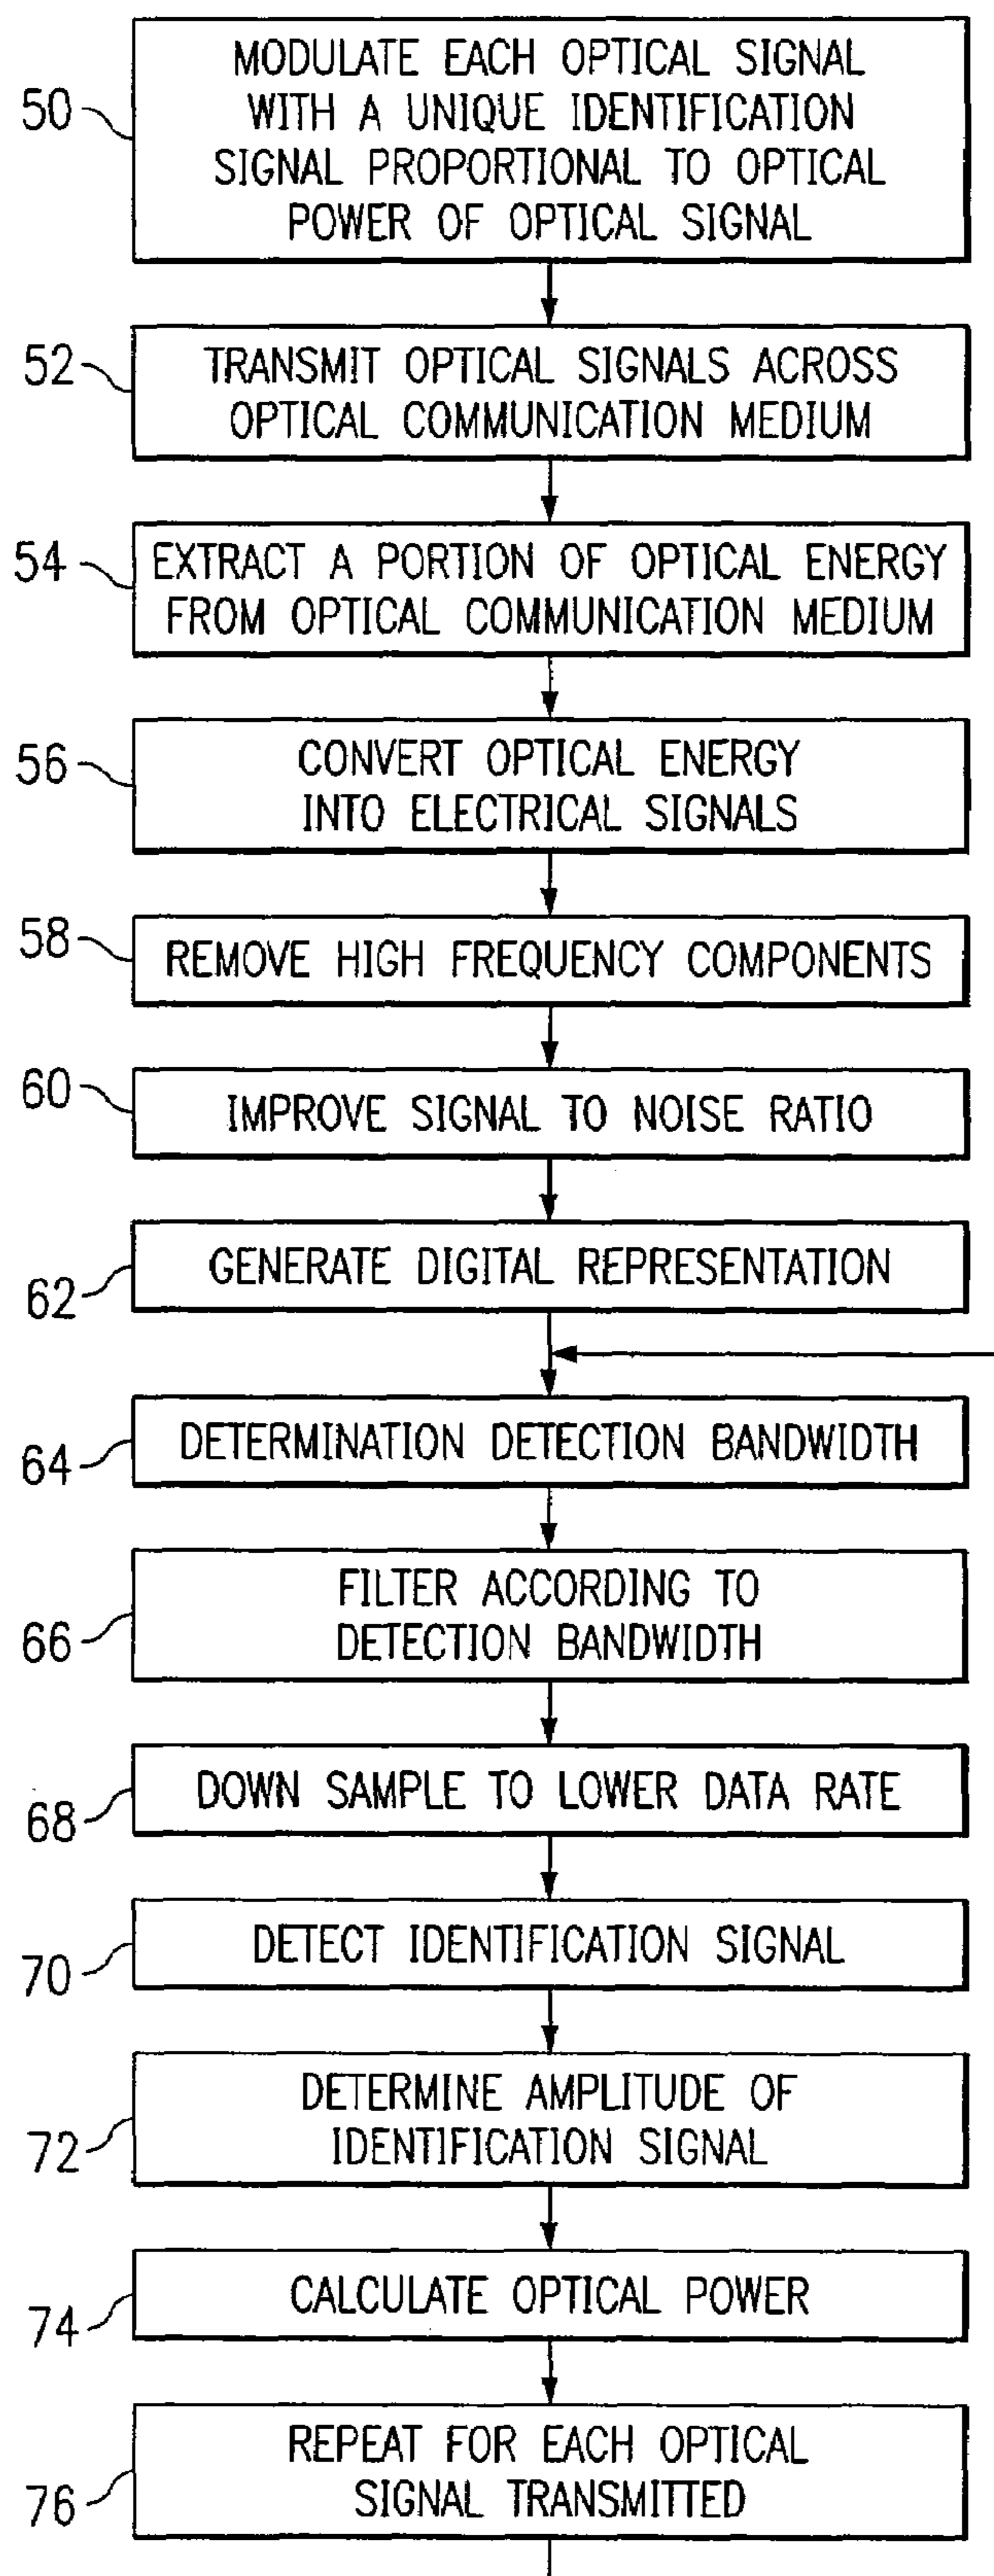 50
MODULATE EACH OPTICAL SIGNAL
WITH A UNIQUE IDENTIFICATION
SIGNAL PROPORTIONAL TO OPTICAL
POWER OF OPTICAL SIGNAL
52
TRANSMIT OPTICAL SIGNALS ACROSS
OPTICAL COMMUNICATION MEDIUM
54
EXTRACT A PORTION OF OPTICAL ENERGY
FROM OPTICAL COMMUNICATION MEDIUM
56
CONVERT OPTICAL ENERGY
INTO ELECTRICAL SIGNALS
58
REMOVE HIGH FREQUENCY COMPONENTS
60
IMPROVE SIGNAL TO NOISE RATIO
62
GENERATE DIGITAL REPRESENTATION
64
DETERMINATION DETECTION BANDWIDTH
66
FILTER ACCORDING TO
DETECTION BANDWIDTH
68
DOWN SAMPLE TO LOWER DATA RATE
70
DETECT IDENTIFICATION SIGNAL
72
DETERMINE AMPLITUDE OF
IDENTIFICATION SIGNAL
74
CALCULATE OPTICAL POWER
76
REPEAT FOR EACH OPTICAL
SIGNAL TRANSMITTED